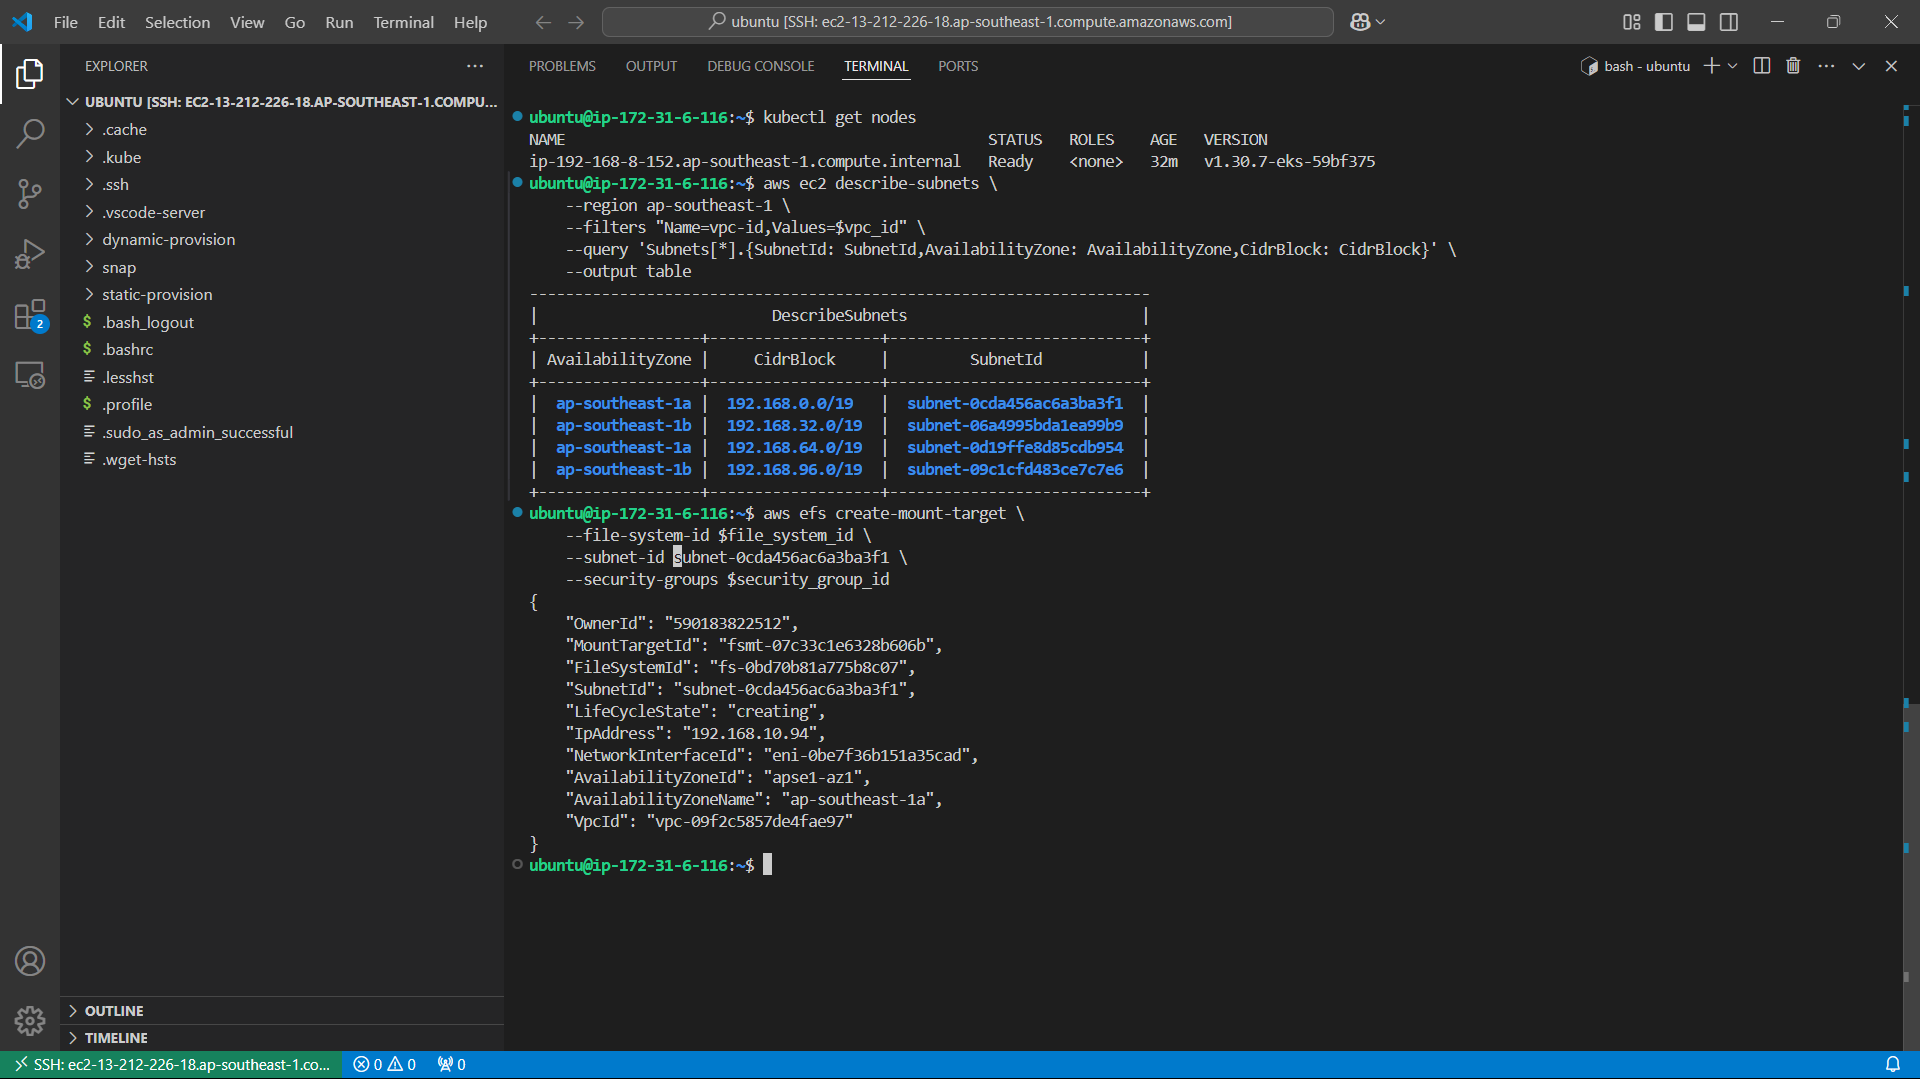 File Edit Selection View Go Run Terminal Help
ubuntu [SSH: ec2-13-212-226-18.ap-southeast-1.compute.amazonaws.com]
EXPLORER
UBUNTU [SSH: EC2-13-212-226-18.AP-SOUTHEAST-1.COMPU...
.cache
.kube
.ssh
.vscode-server
dynamic-provision
snap
static-provision
$ .bash_logout
$ .bashrc
.lesshst
$ .profile
.sudo_as_admin_successful
.wget-hsts
2
OUTLINE
TIMELINE
PROBLEMS OUTPUT DEBUG CONSOLE TERMINAL PORTS
bash - ubuntu
ubuntu@ip-172-31-6-116:~$ kubectl get nodes
NAME STATUS ROLES AGE VERSION
ip-192-168-8-152.ap-southeast-1.compute.internal Ready <none> 32m v1.30.7-eks-59bf375
ubuntu@ip-172-31-6-116:~$ aws ec2 describe-subnets \
--region ap-southeast-1 \
--filters "Name=vpc-id,Values=$vpc_id" \
--query 'Subnets[*].{SubnetId: SubnetId,AvailabilityZone: AvailabilityZone,CidrBlock: CidrBlock}' \
--output table
---------------------------------------------------------------------
| DescribeSubnets |
+------------------+-------------------+----------------------------+
| AvailabilityZone | CidrBlock | SubnetId |
+------------------+-------------------+----------------------------+
| ap-southeast-1a | 192.168.0.0/19 | subnet-0cda456ac6a3ba3f1 |
| ap-southeast-1b | 192.168.32.0/19 | subnet-06a4995bda1ea99b9 |
| ap-southeast-1a | 192.168.64.0/19 | subnet-0d19ffe8d85cdb954 |
| ap-southeast-1b | 192.168.96.0/19 | subnet-09c1cfd483ce7c7e6 |
+------------------+-------------------+----------------------------+
ubuntu@ip-172-31-6-116:~$ aws efs create-mount-target \
--file-system-id $file_system_id \
--subnet-id subnet-0cda456ac6a3ba3f1 \
--security-groups $security_group_id
{
"OwnerId": "590183822512",
"MountTargetId": "fsmt-07c33c1e6328b606b",
"FileSystemId": "fs-0bd70b81a775b8c07",
"SubnetId": "subnet-0cda456ac6a3ba3f1",
"LifeCycleState": "creating",
"IpAddress": "192.168.10.94",
"NetworkInterfaceId": "eni-0be7f36b151a35cad",
"AvailabilityZoneId": "apse1-az1",
"AvailabilityZoneName": "ap-southeast-1a",
"VpcId": "vpc-09f2c5857de4fae97"
}
ubuntu@ip-172-31-6-116:~$
SSH: ec2-13-212-226-18.ap-southeast-1.co... 0 0 0